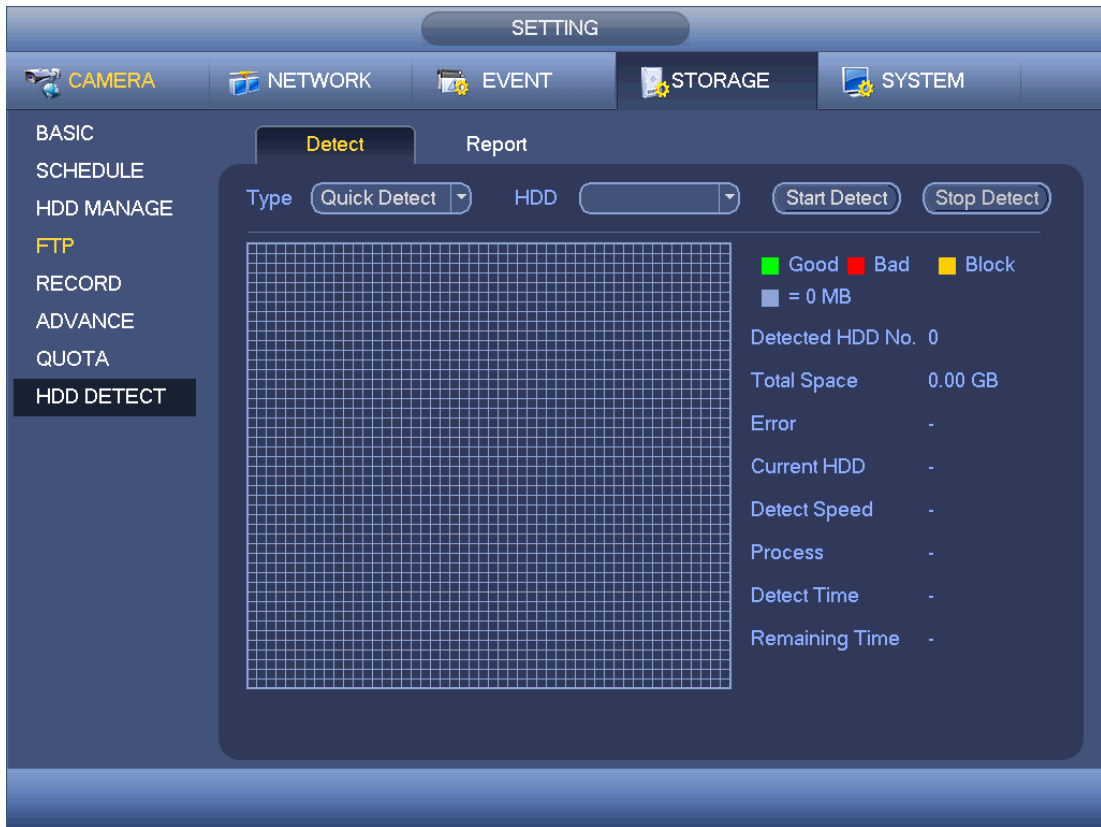 SETTING
CAMERA NETWORK EVENT STORAGE SYSTEM
BASIC
SCHEDULE
HDD MANAGE
FTP
RECORD
ADVANCE
QUOTA
HDD DETECT
Detect Report
Type Quick Detect HDD Start Detect Stop Detect
Good Bad Block
= 0 MB
Detected HDD No. 0
Total Space 0.00 GB
Error -
Current HDD -
Detect Speed -
Process -
Detect Time -
Remaining Time -